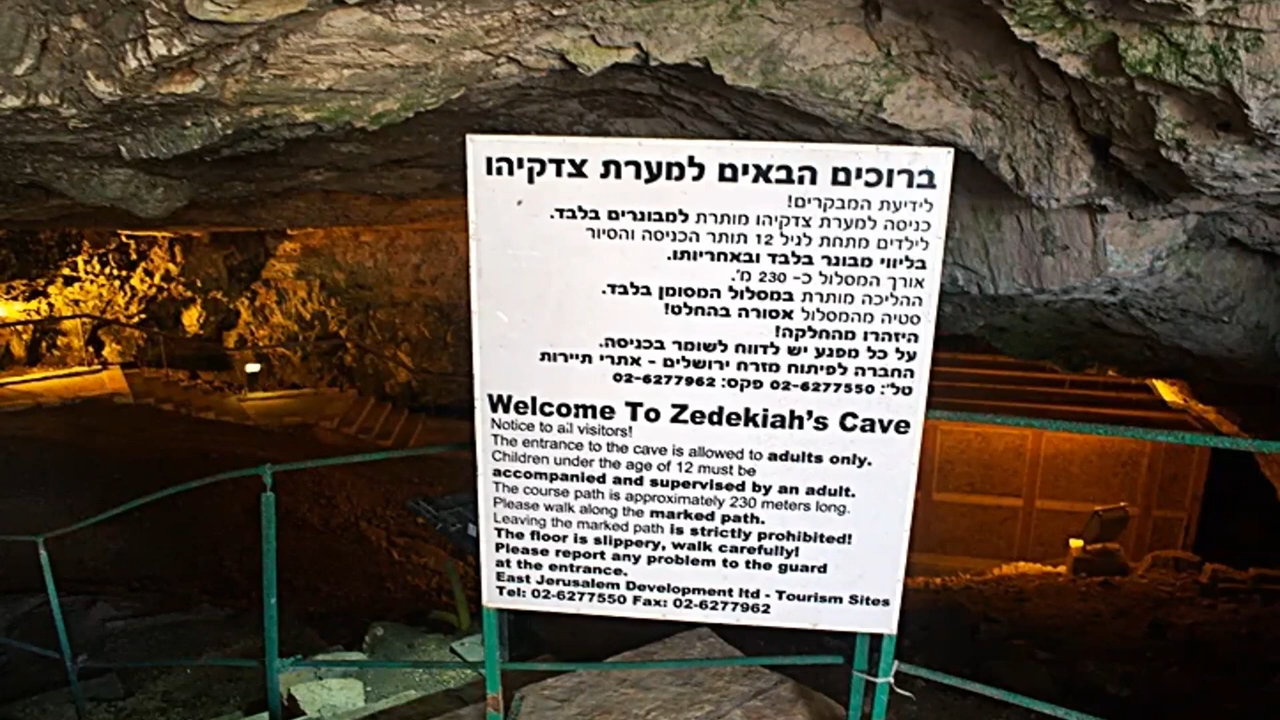 ברוכים הבאים למערת צדקיהו
לידיעת המבקרים!
כניסה למערת צדקיהו מותרת למבוגרים בלבד.
לילדים מתחת לגיל 12 תותר הכניסה והסיור
בליווי מבוגר בלבד ובאחריותו.
אורך המסלול כ- 230 מ'.
ההליכה מותרת במסלול המסומן בלבד.
סטיה מהמסלול אסורה בהחלט!
היזהרו מהחלקה!
על כל מפגע יש לדווח לשומר בכניסה.
החברה לפיתוח מזרח ירושלים - אתרי תיירות
טל': 02-6277550 פקס: 02-6277962
Welcome To Zedekiah's Cave
Notice to all visitors!
The entrance to the cave is allowed to adults only.
Children under the age of 12 must be
accompanied and supervised by an adult.
The course path is approximately 230 meters long.
Please walk along the marked path.
Leaving the marked path is strictly prohibited!
The floor is slippery, walk carefully!
Please report any problem to the guard
at the entrance.
East Jerusalem Development ltd - Tourism Sites
Tel: 02-6277550 Fax: 02-6277962